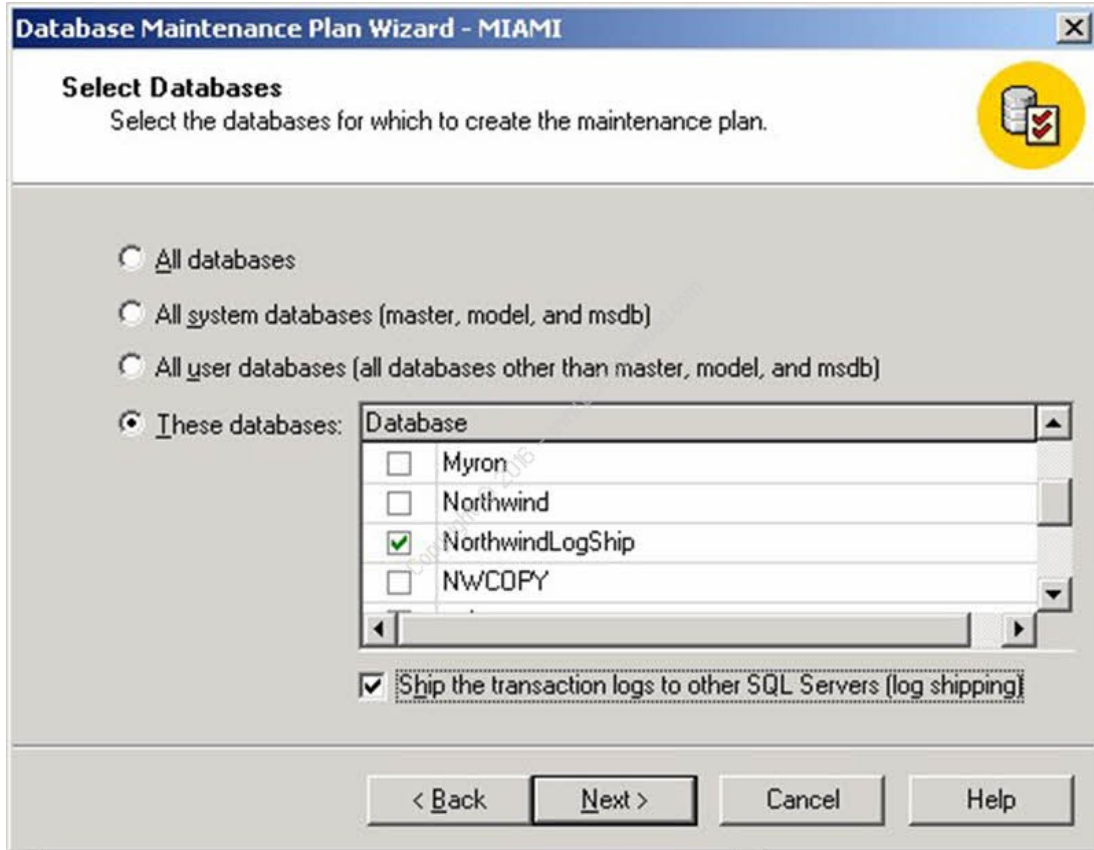 Database Maintenance Plan Wizard - MIAMI
Select Databases
Select the databases for which to create the maintenance plan.
All databases
All system databases (master, model, and msdb)
All user databases (all databases other than master, model, and msdb)
These databases:
Database
Myron
Northwind
NorthwindLogShip
NWCOPY
Ship the transaction logs to other SQL Servers (log shipping)
< Back
Next >
Cancel
Help
Copyright © 2016